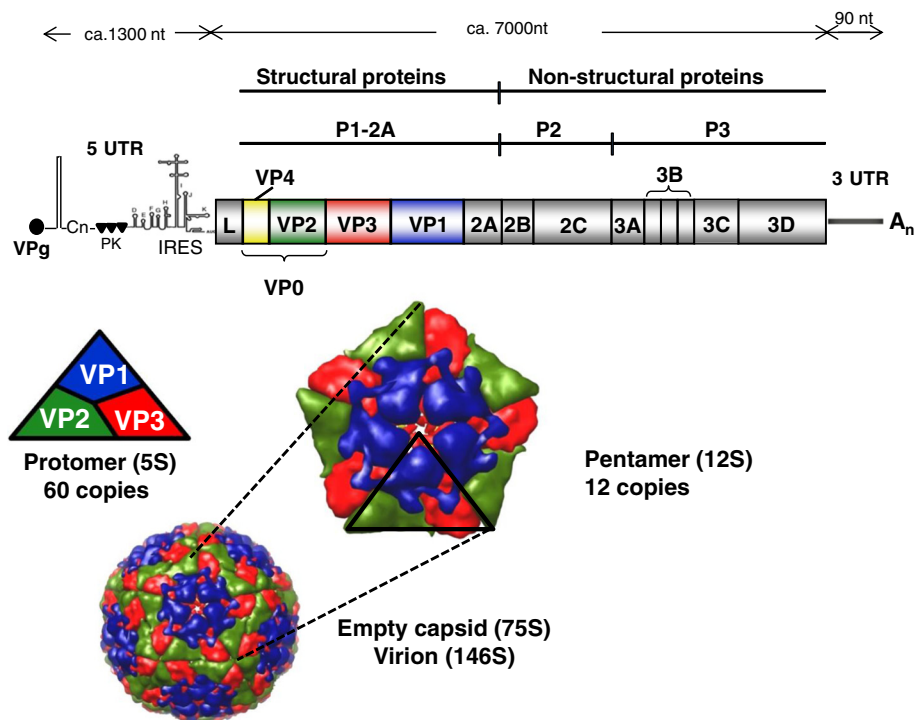 ca.1300 nt
ca. 7000nt
90 nt
Structural proteins
Non-structural proteins
P1-2A
P2
P3
5 UTR
VP4
3B
3 UTR
VPg
Cn
PK
D
E
F
G
H
I
J
K
IRES
L
VP2
VP3
VP1
2A
2B
2C
3A
3C
3D
An
VP0
VP1
VP2
VP3
Protomer (5S)
60 copies
Pentamer (12S)
12 copies
Empty capsid (75S)
Virion (146S)